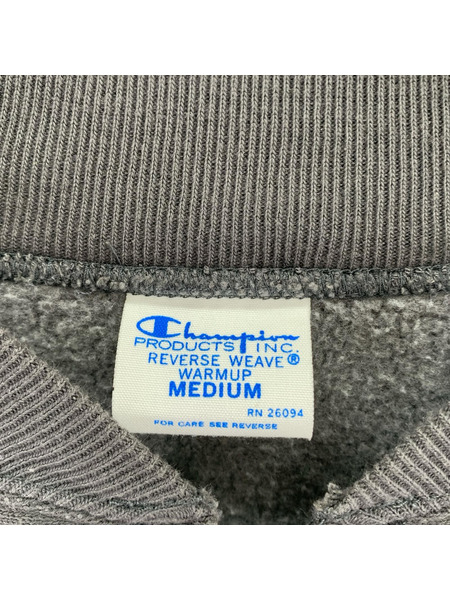 Champion
PRODUCTS INC.
REVERSE WEAVE®
WARMUP
MEDIUM
RN 26094
FOR CARE SEE REVERSE